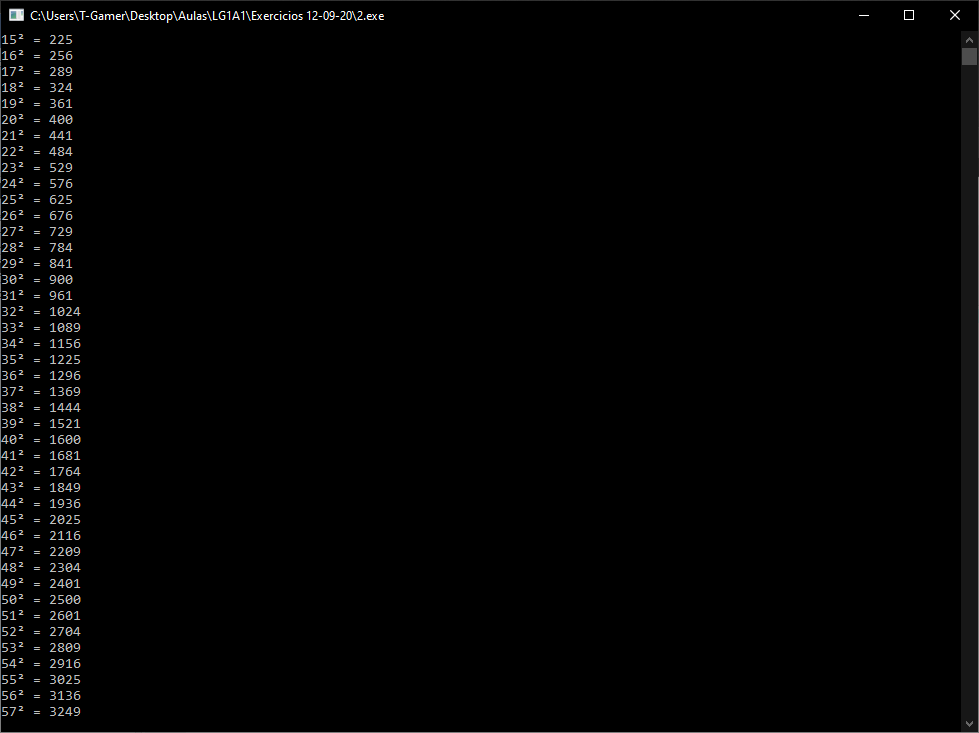 C:\Users\T-Gamer\Desktop\Aulas\LG1A1\Exercicios 12-09-20\2.exe
15² = 225
16² = 256
17² = 289
18² = 324
19² = 361
20² = 400
21² = 441
22² = 484
23² = 529
24² = 576
25² = 625
26² = 676
27² = 729
28² = 784
29² = 841
30² = 900
31² = 961
32² = 1024
33² = 1089
34² = 1156
35² = 1225
36² = 1296
37² = 1369
38² = 1444
39² = 1521
40² = 1600
41² = 1681
42² = 1764
43² = 1849
44² = 1936
45² = 2025
46² = 2116
47² = 2209
48² = 2304
49² = 2401
50² = 2500
51² = 2601
52² = 2704
53² = 2809
54² = 2916
55² = 3025
56² = 3136
57² = 3249